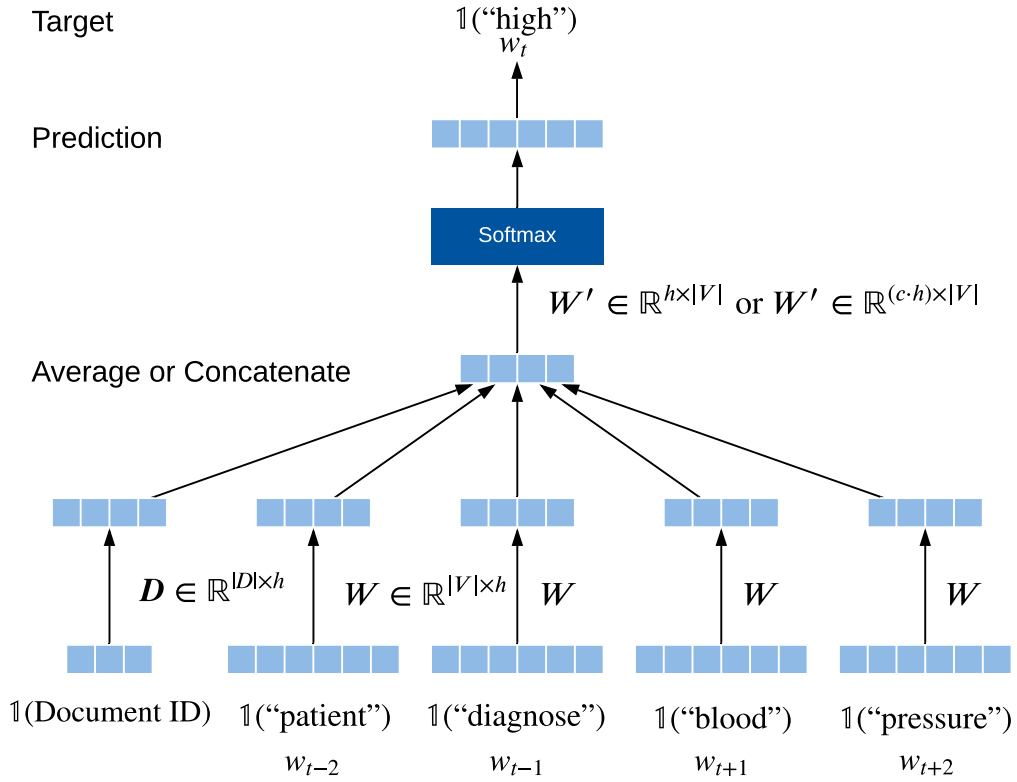 Target
𝟙(“high”)
wₜ
Prediction
Softmax
W′ ∈ ℝ^{h×|V|} or W′ ∈ ℝ^{(c·h)×|V|}
Average or Concatenate
D ∈ ℝ^{|D|×h} W ∈ ℝ^{|V|×h} W W W
𝟙(Document ID) 𝟙(“patient”) 𝟙(“diagnose”) 𝟙(“blood”) 𝟙(“pressure”)
w_{t−2} w_{t−1} w_{t+1} w_{t+2}